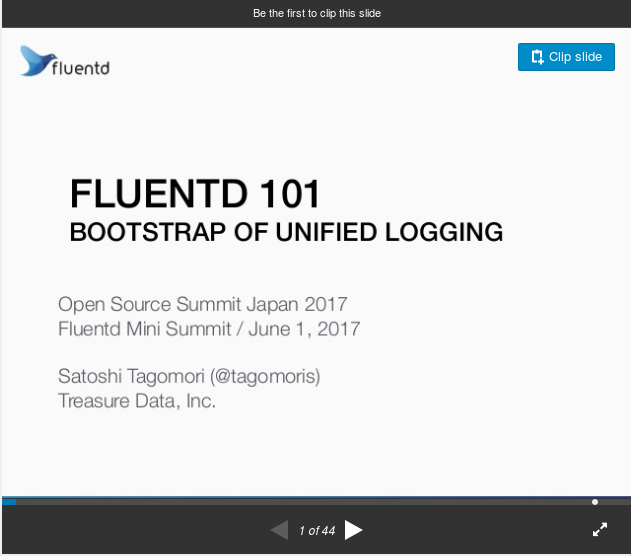 Be the first to clip this slide
fluentd
Clip slide
FLUENTD 101
BOOTSTRAP OF UNIFIED LOGGING
Open Source Summit Japan 2017
Fluentd Mini Summit / June 1, 2017
Satoshi Tagomori (@tagomoris)
Treasure Data, Inc.
1 of 44